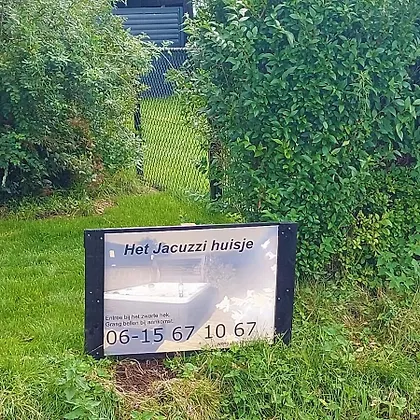 Het Jacuzzi huisje
Entree bij het zwarte hek.
Graag bellen bij aankomst.
06-15 67 10 67